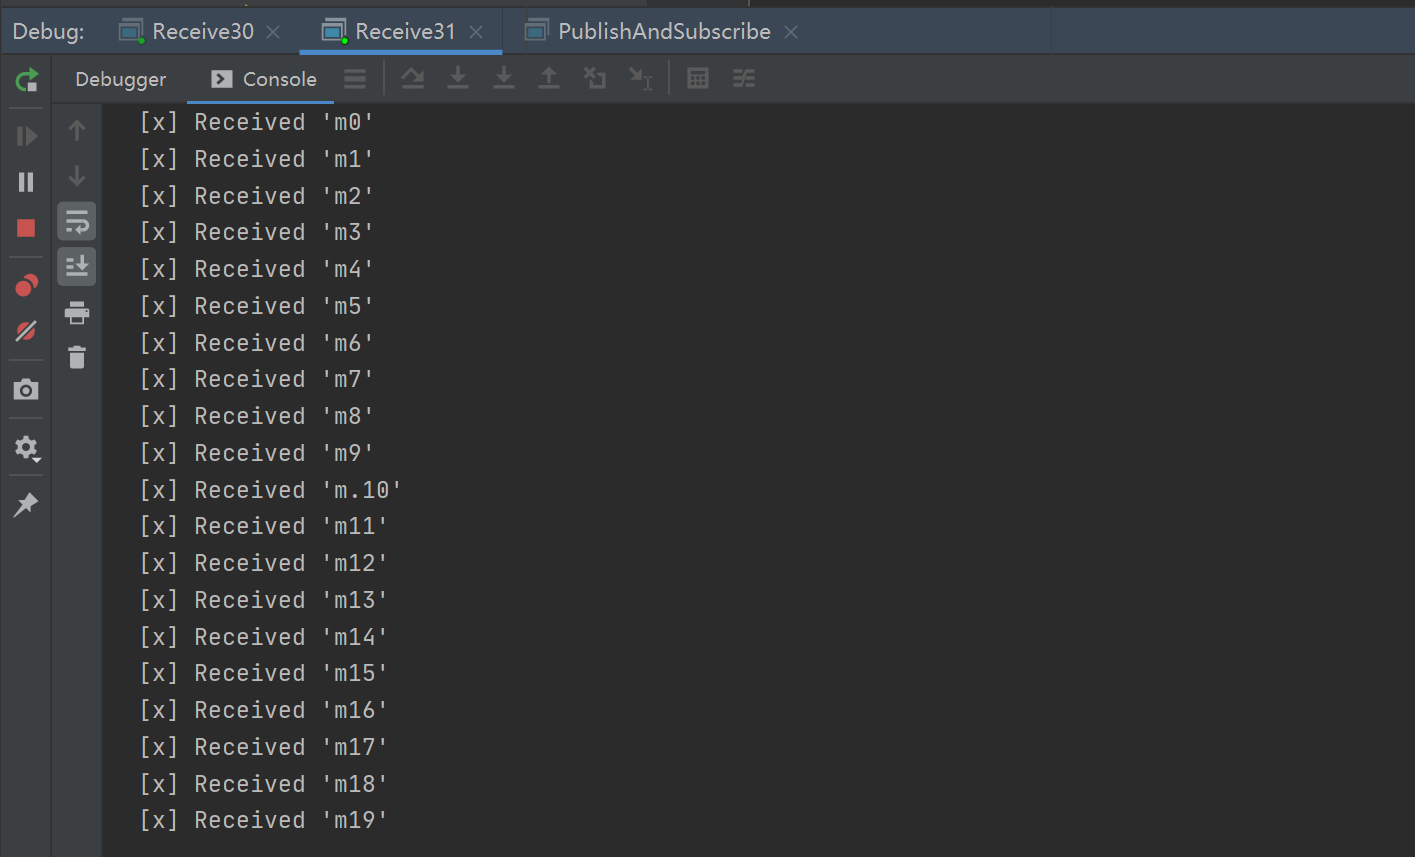 Debug: Receive30 Receive31 PublishAndSubscribe
Debugger Console
[x] Received 'm0'
[x] Received 'm1'
[x] Received 'm2'
[x] Received 'm3'
[x] Received 'm4'
[x] Received 'm5'
[x] Received 'm6'
[x] Received 'm7'
[x] Received 'm8'
[x] Received 'm9'
[x] Received 'm.10'
[x] Received 'm11'
[x] Received 'm12'
[x] Received 'm13'
[x] Received 'm14'
[x] Received 'm15'
[x] Received 'm16'
[x] Received 'm17'
[x] Received 'm18'
[x] Received 'm19'